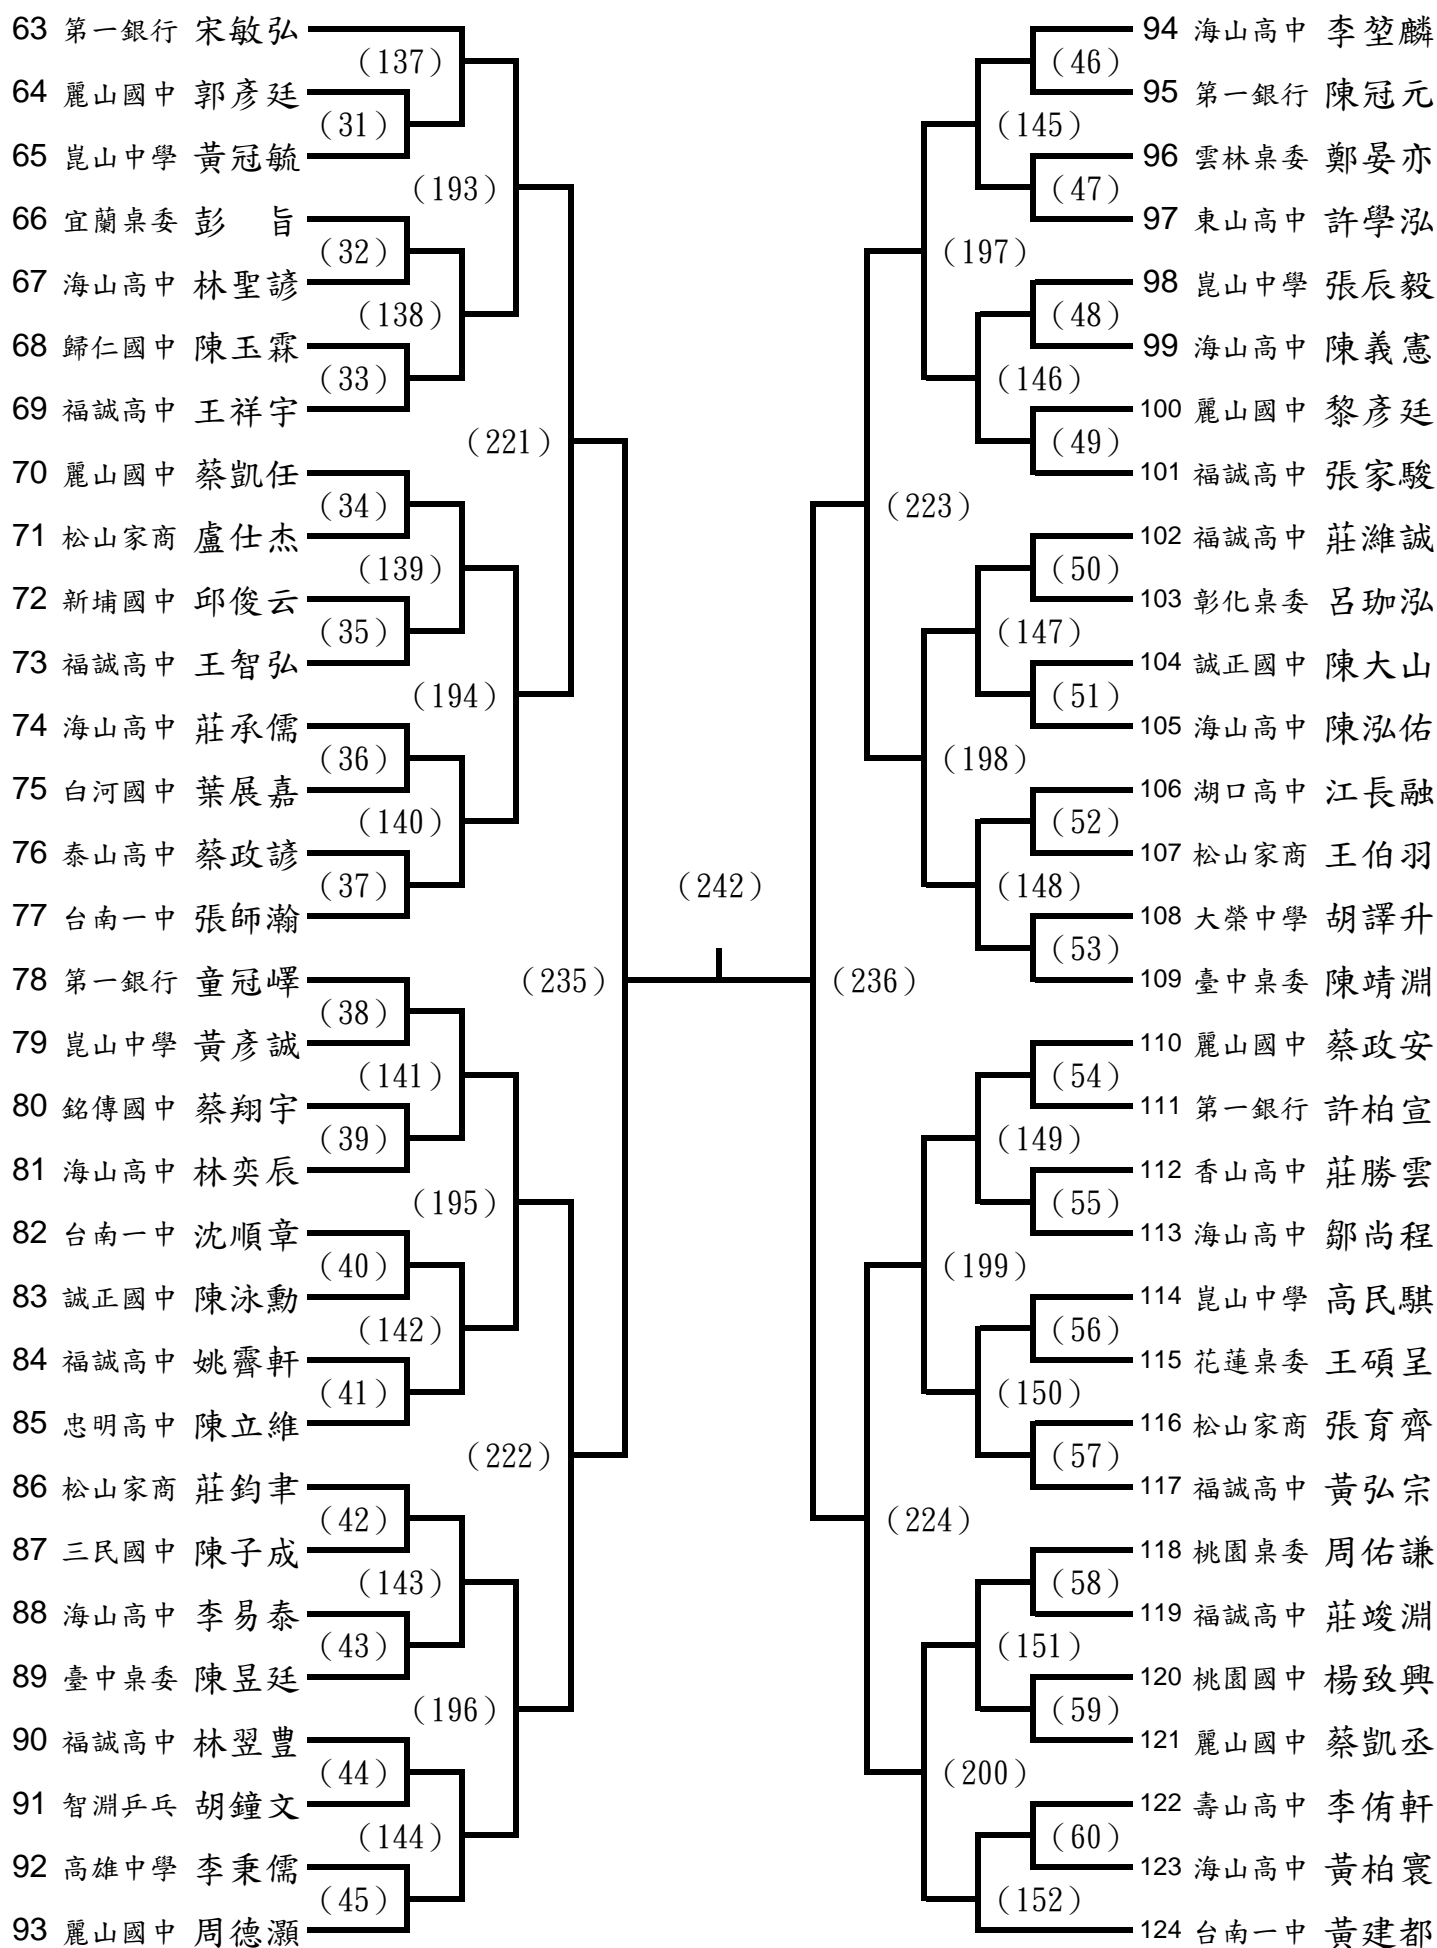 63 第一銀行 宋敏弘
(137)
64 麗山國中 郭彥廷
(31)
65 崑山中學 黃冠毓
(193)
66 宜蘭桌委 彭　旨
(32)
67 海山高中 林聖諺
(138)
68 歸仁國中 陳玉霖
(33)
69 福誠高中 王祥宇
(221)
70 麗山國中 蔡凱任
(34)
71 松山家商 盧仕杰
(139)
72 新埔國中 邱俊云
(35)
73 福誠高中 王智弘
(194)
74 海山高中 莊承儒
(36)
75 白河國中 葉展嘉
(140)
76 泰山高中 蔡政諺
(37)
77 台南一中 張師瀚
(235)
78 第一銀行 童冠嶧
(38)
79 崑山中學 黃彥誠
(141)
80 銘傳國中 蔡翔宇
(39)
81 海山高中 林奕辰
(195)
82 台南一中 沈順章
(40)
83 誠正國中 陳泳勳
(142)
84 福誠高中 姚霽軒
(41)
85 忠明高中 陳立維
(222)
86 松山家商 莊鈞聿
(42)
87 三民國中 陳子成
(143)
88 海山高中 李易泰
(43)
89 臺中桌委 陳昱廷
(196)
90 福誠高中 林翌豊
(44)
91 智淵乒乓 胡鐘文
(144)
92 高雄中學 李秉儒
(45)
93 麗山國中 周德灝
(242)
94 海山高中 李堃麟
(46)
95 第一銀行 陳冠元
(145)
96 雲林桌委 鄭晏亦
(47)
97 東山高中 許學泓
(197)
98 崑山中學 張辰毅
(48)
99 海山高中 陳義憲
(146)
100 麗山國中 黎彥廷
(49)
101 福誠高中 張家駿
(223)
102 福誠高中 莊濰誠
(50)
103 彰化桌委 呂珈泓
(147)
104 誠正國中 陳大山
(51)
105 海山高中 陳泓佑
(198)
106 湖口高中 江長融
(52)
107 松山家商 王伯羽
(148)
108 大榮中學 胡譯升
(53)
109 臺中桌委 陳靖淵
(236)
110 麗山國中 蔡政安
(54)
111 第一銀行 許柏宣
(149)
112 香山高中 莊勝雲
(55)
113 海山高中 鄒尚程
(199)
114 崑山中學 高民騏
(56)
115 花蓮桌委 王碩呈
(150)
116 松山家商 張育齊
(57)
117 福誠高中 黃弘宗
(224)
118 桃園桌委 周佑謙
(58)
119 福誠高中 莊竣淵
(151)
120 桃園國中 楊致興
(59)
121 麗山國中 蔡凱丞
(200)
122 壽山高中 李侑軒
(60)
123 海山高中 黃柏寰
(152)
124 台南一中 黃建都